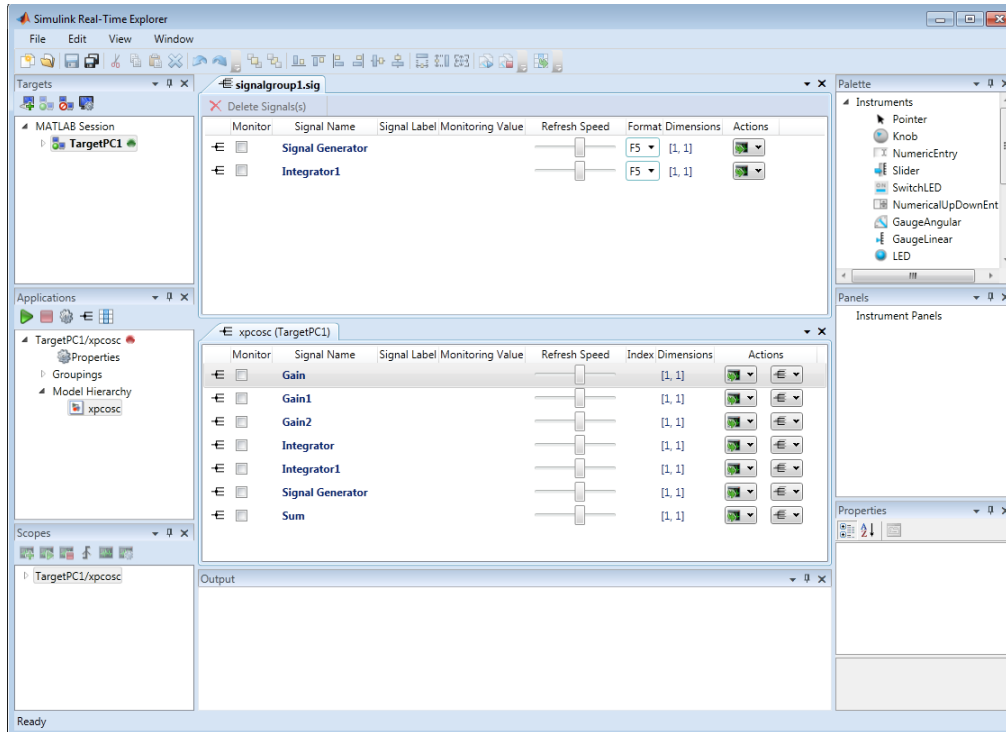 Simulink Real-Time Explorer
File Edit View Window
Targets
MATLAB Session
TargetPC1
signalgroup1.sig
Delete Signals(s)
Monitor Signal Name Signal Label Monitoring Value Refresh Speed Format Dimensions Actions
Signal Generator F5 [1, 1]
Integrator1 F5 [1, 1]
Palette
Instruments
Pointer
Knob
NumericEntry
Slider
SwitchLED
NumericalUpDownEnt
GaugeAngular
GaugeLinear
LED
Applications
TargetPC1/xpcosc
Properties
Groupings
Model Hierarchy
xpcosc
xpcosc (TargetPC1)
Monitor Signal Name Signal Label Monitoring Value Refresh Speed Index Dimensions Actions
Gain [1, 1]
Gain1 [1, 1]
Gain2 [1, 1]
Integrator [1, 1]
Integrator1 [1, 1]
Signal Generator [1, 1]
Sum [1, 1]
Panels
Instrument Panels
Scopes
TargetPC1/xpcosc
Output
Properties
Ready